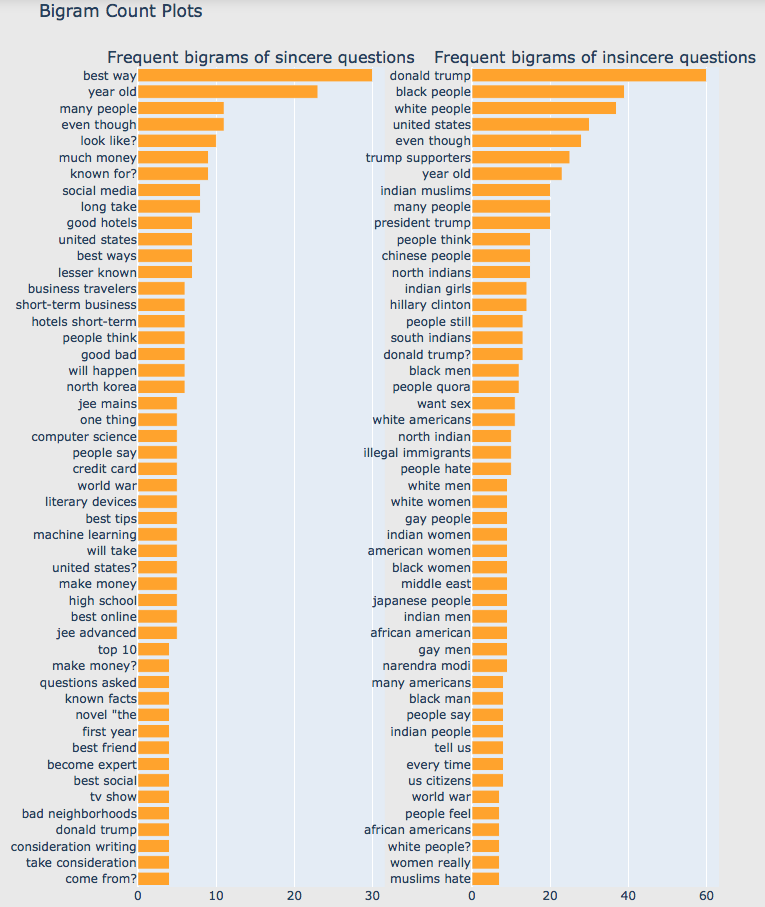 Bigram Count Plots
Frequent bigrams of sincere questions
best way
year old
many people
even though
look like?
much money
known for?
social media
long take
good hotels
united states
best ways
lesser known
business travelers
short-term business
hotels short-term
people think
good bad
will happen
north korea
jee mains
one thing
computer science
people say
credit card
world war
literary devices
best tips
machine learning
will take
united states?
make money
high school
best online
jee advanced
top 10
make money?
questions asked
known facts
novel "the
first year
best friend
become expert
best social
tv show
bad neighborhoods
donald trump
consideration writing
take consideration
come from?
0 10 20 30
Frequent bigrams of insincere questions
donald trump
black people
white people
united states
even though
trump supporters
year old
indian muslims
many people
president trump
people think
chinese people
north indians
indian girls
hillary clinton
people still
south indians
donald trump?
black men
people quora
want sex
white americans
north indian
illegal immigrants
people hate
white men
white women
gay people
indian women
american women
black women
middle east
japanese people
indian men
african american
gay men
narendra modi
many americans
black man
people say
indian people
tell us
every time
us citizens
world war
people feel
african americans
white people?
women really
muslims hate
0 20 40 60